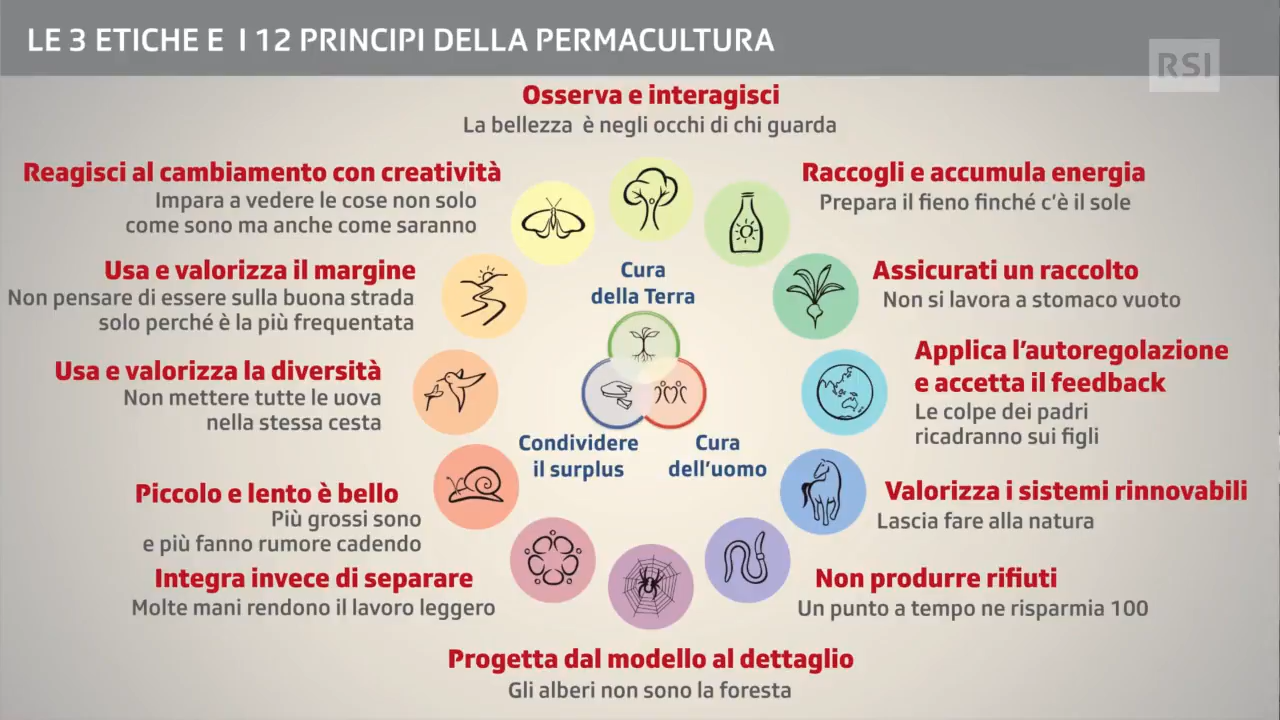 LE 3 ETICHE E I 12 PRINCIPI DELLA PERMACULTURA
RSI
Osserva e interagisci
La bellezza è negli occhi di chi guarda
Raccogli e accumula energia
Prepara il fieno finché c'è il sole
Assicurati un raccolto
Non si lavora a stomaco vuoto
Applica l'autoregolazione
e accetta il feedback
Le colpe dei padri
ricadranno sui figli
Valorizza i sistemi rinnovabili
Lascia fare alla natura
Non produrre rifiuti
Un punto a tempo ne risparmia 100
Progetta dal modello al dettaglio
Gli alberi non sono la foresta
Integra invece di separare
Molte mani rendono il lavoro leggero
Piccolo e lento è bello
Più grossi sono
e più fanno rumore cadendo
Usa e valorizza la diversità
Non mettere tutte le uova
nella stessa cesta
Usa e valorizza il margine
Non pensare di essere sulla buona strada
solo perché è la più frequentata
Reagisci al cambiamento con creatività
Impara a vedere le cose non solo
come sono ma anche come saranno
Cura
della Terra
Condividere
il surplus
Cura
dell'uomo